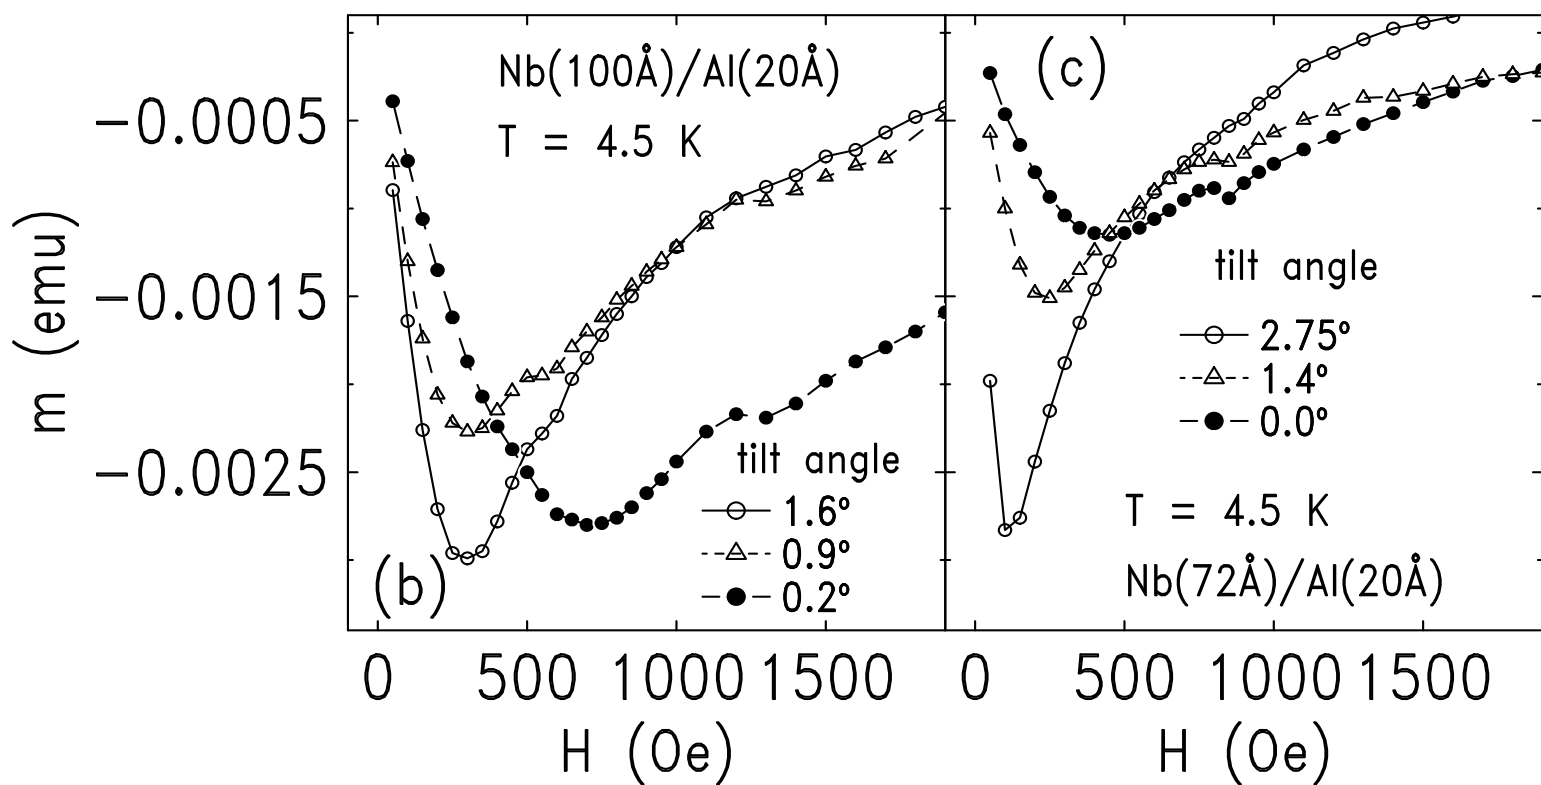 Nb(100Å)/Al(20Å)
T = 4.5 K
(b)
tilt angle
1.6°
0.9°
0.2°
(c)
tilt angle
2.75°
1.4°
0.0°
T = 4.5 K
Nb(72Å)/Al(20Å)
m (emu)
−0.0005
−0.0015
−0.0025
0 500 1000 1500
0 500 1000 1500
H (Oe)
H (Oe)